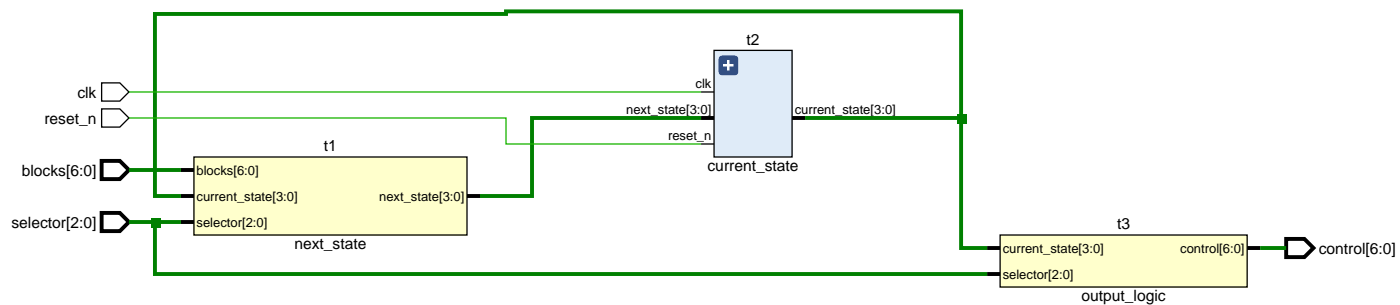 t2
clk
clk
next_state[3:0]
current_state[3:0]
reset_n
reset_n
current_state
t1
blocks[6:0]
blocks[6:0]
current_state[3:0]
next_state[3:0]
selector[2:0]
selector[2:0]
next_state
t3
current_state[3:0]
control[6:0]
control[6:0]
selector[2:0]
output_logic